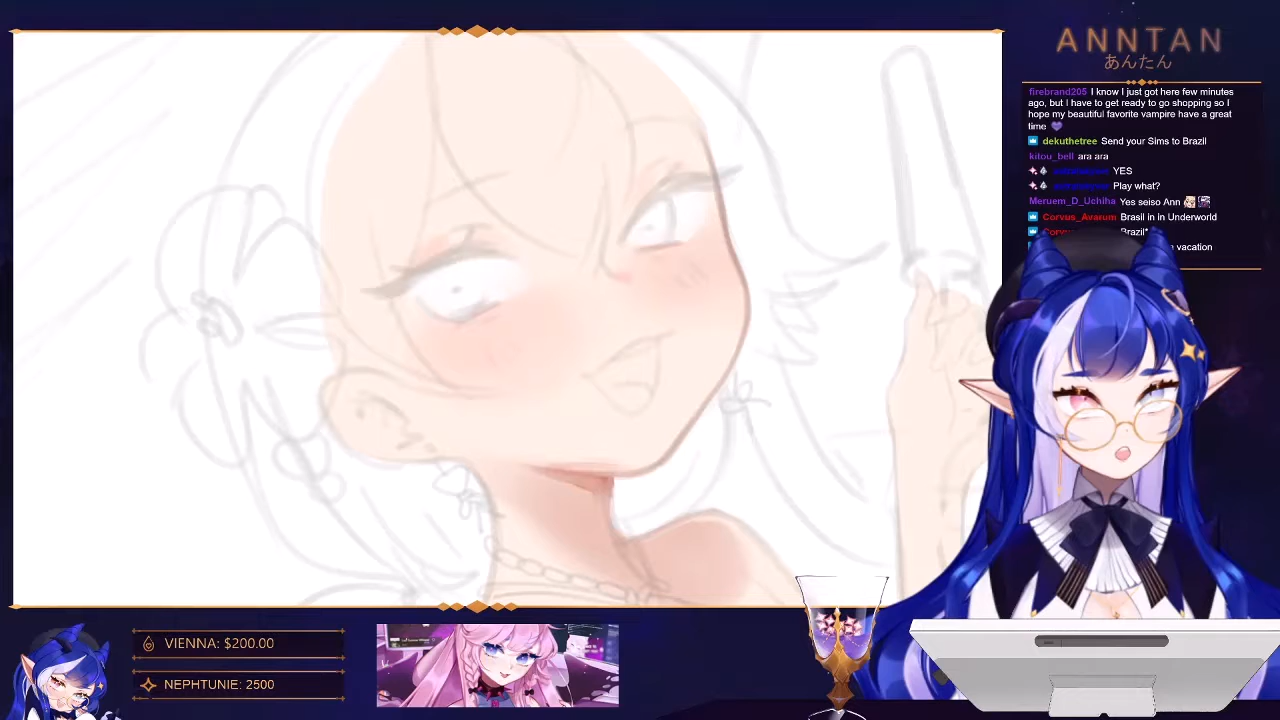 ANNTAN
あんたん
firebrand205 I know I just got here few minutes
ago, but I have to get ready to go shopping so I
hope my beautiful favorite vampire have a great
time
dekuthetree Send your Sims to Brazil
kitou_bell ara ara
YES
Play what?
Meruem_D_Uchiha Yes seiso Ann
Corvus_Avarum Brasil in in Underworld
Brazil*
vacation
VIENNA: $200.00
NEPHTUNIE: 2500